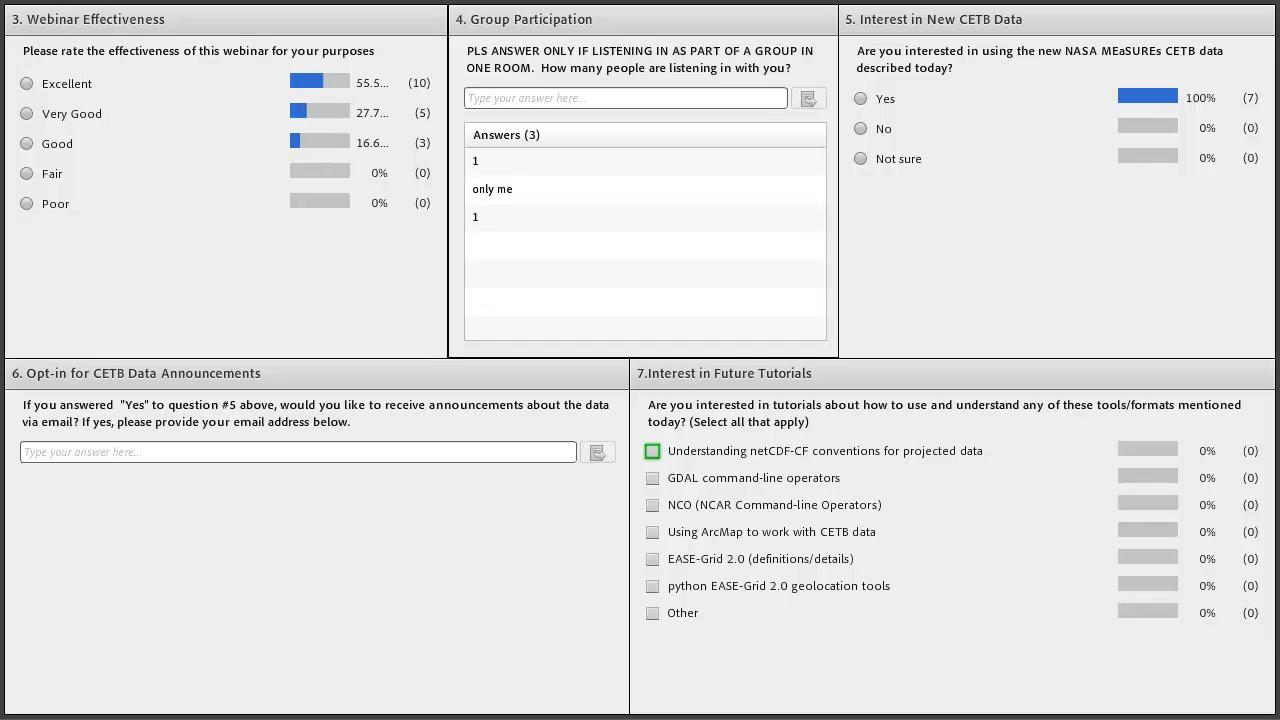 3. Webinar Effectiveness
Please rate the effectiveness of this webinar for your purposes
Excellent 55.5... (10)
Very Good 27.7... (5)
Good 16.6... (3)
Fair 0% (0)
Poor 0% (0)
4. Group Participation
PLS ANSWER ONLY IF LISTENING IN AS PART OF A GROUP IN
ONE ROOM.  How many people are listening in with you?
Type your answer here...
Answers (3)
1
only me
1
5. Interest in New CETB Data
Are you interested in using the new NASA MEaSUREs CETB data
described today?
Yes 100% (7)
No 0% (0)
Not sure 0% (0)
6. Opt-in for CETB Data Announcements
If you answered  "Yes" to question #5 above, would you like to receive announcements about the data
via email? If yes, please provide your email address below.
Type your answer here...
7.Interest in Future Tutorials
Are you interested in tutorials about how to use and understand any of these tools/formats mentioned
today? (Select all that apply)
Understanding netCDF-CF conventions for projected data 0% (0)
GDAL command-line operators 0% (0)
NCO (NCAR Command-line Operators) 0% (0)
Using ArcMap to work with CETB data 0% (0)
EASE-Grid 2.0 (definitions/details) 0% (0)
python EASE-Grid 2.0 geolocation tools 0% (0)
Other 0% (0)